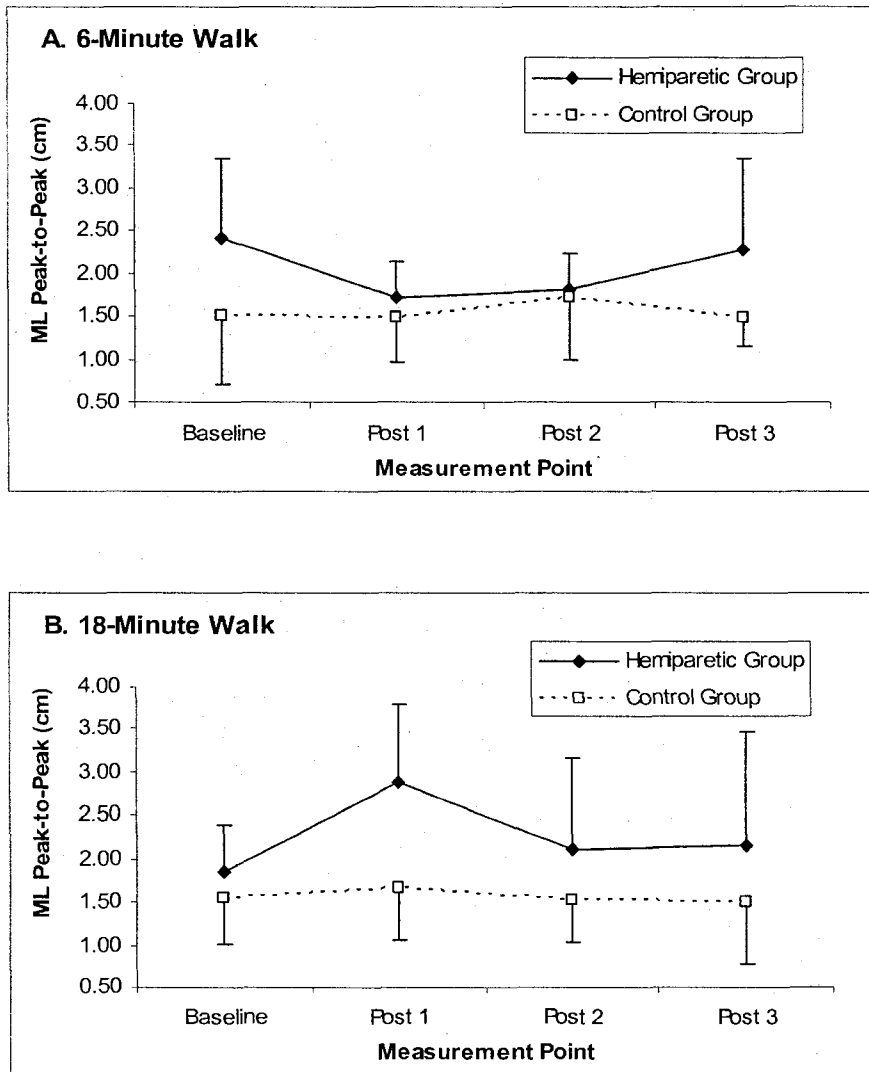 A. 6-Minute Walk
Hemiparetic Group
Control Group
ML Peak-to-Peak (cm)
4.00
3.50
3.00
2.50
2.00
1.50
1.00
0.50
Baseline Post 1 Post 2 Post 3
Measurement Point
B. 18-Minute Walk
Hemiparetic Group
Control Group
ML Peak-to-Peak (cm)
4.00
3.50
3.00
2.50
2.00
1.50
1.00
0.50
Baseline Post 1 Post 2 Post 3
Measurement Point